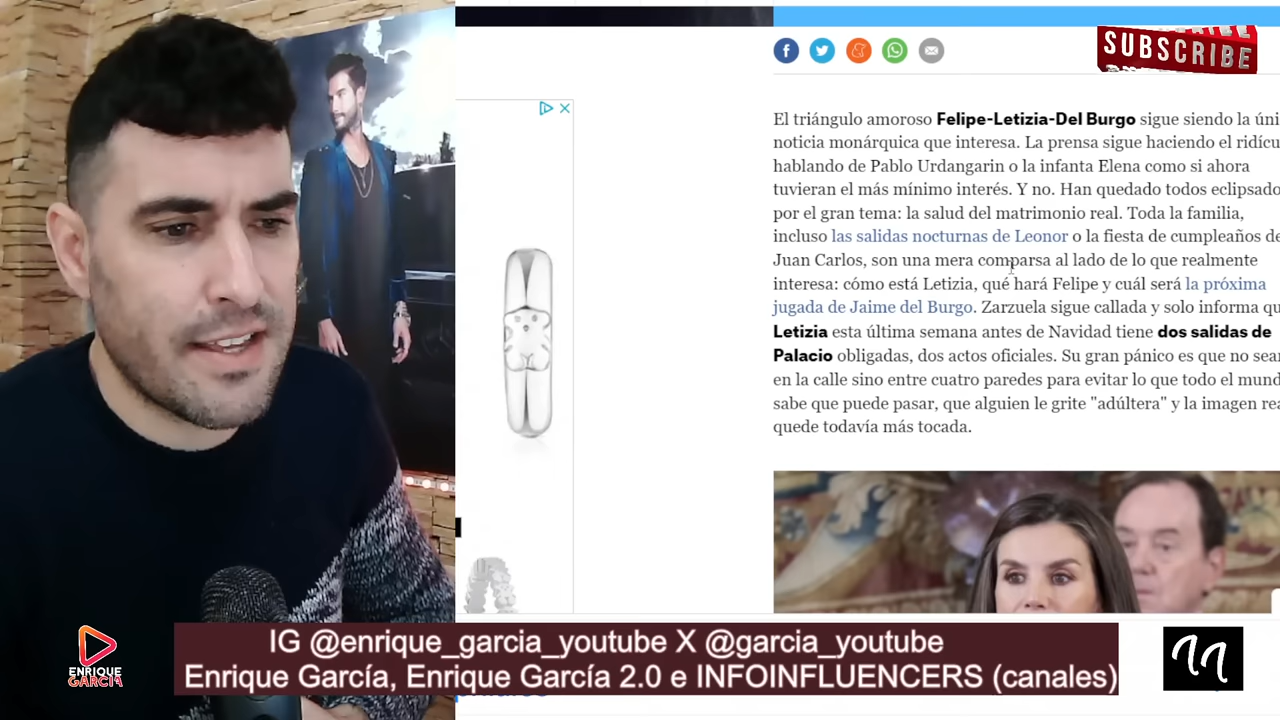 SUBSCRIBE
El triángulo amoroso Felipe-Letizia-Del Burgo sigue siendo la úni
noticia monárquica que interesa. La prensa sigue haciendo el ridícu
hablando de Pablo Urdangarin o la infanta Elena como si ahora
tuvieran el más mínimo interés. Y no. Han quedado todos eclipsado
por el gran tema: la salud del matrimonio real. Toda la familia,
incluso las salidas nocturnas de Leonor o la fiesta de cumpleaños de
Juan Carlos, son una mera comparsa al lado de lo que realmente
interesa: cómo está Letizia, qué hará Felipe y cuál será la próxima
jugada de Jaime del Burgo. Zarzuela sigue callada y solo informa qu
Letizia esta última semana antes de Navidad tiene dos salidas de
Palacio obligadas, dos actos oficiales. Su gran pánico es que no sean
en la calle sino entre cuatro paredes para evitar lo que todo el mund
sabe que puede pasar, que alguien le grite "adúltera" y la imagen rea
quede todavía más tocada.
IG @enrique_garcia_youtube X @garcia_youtube
Enrique García, Enrique García 2.0 e INFOINFLUENCERS (canales)
ENRIQUE
GARCÍA